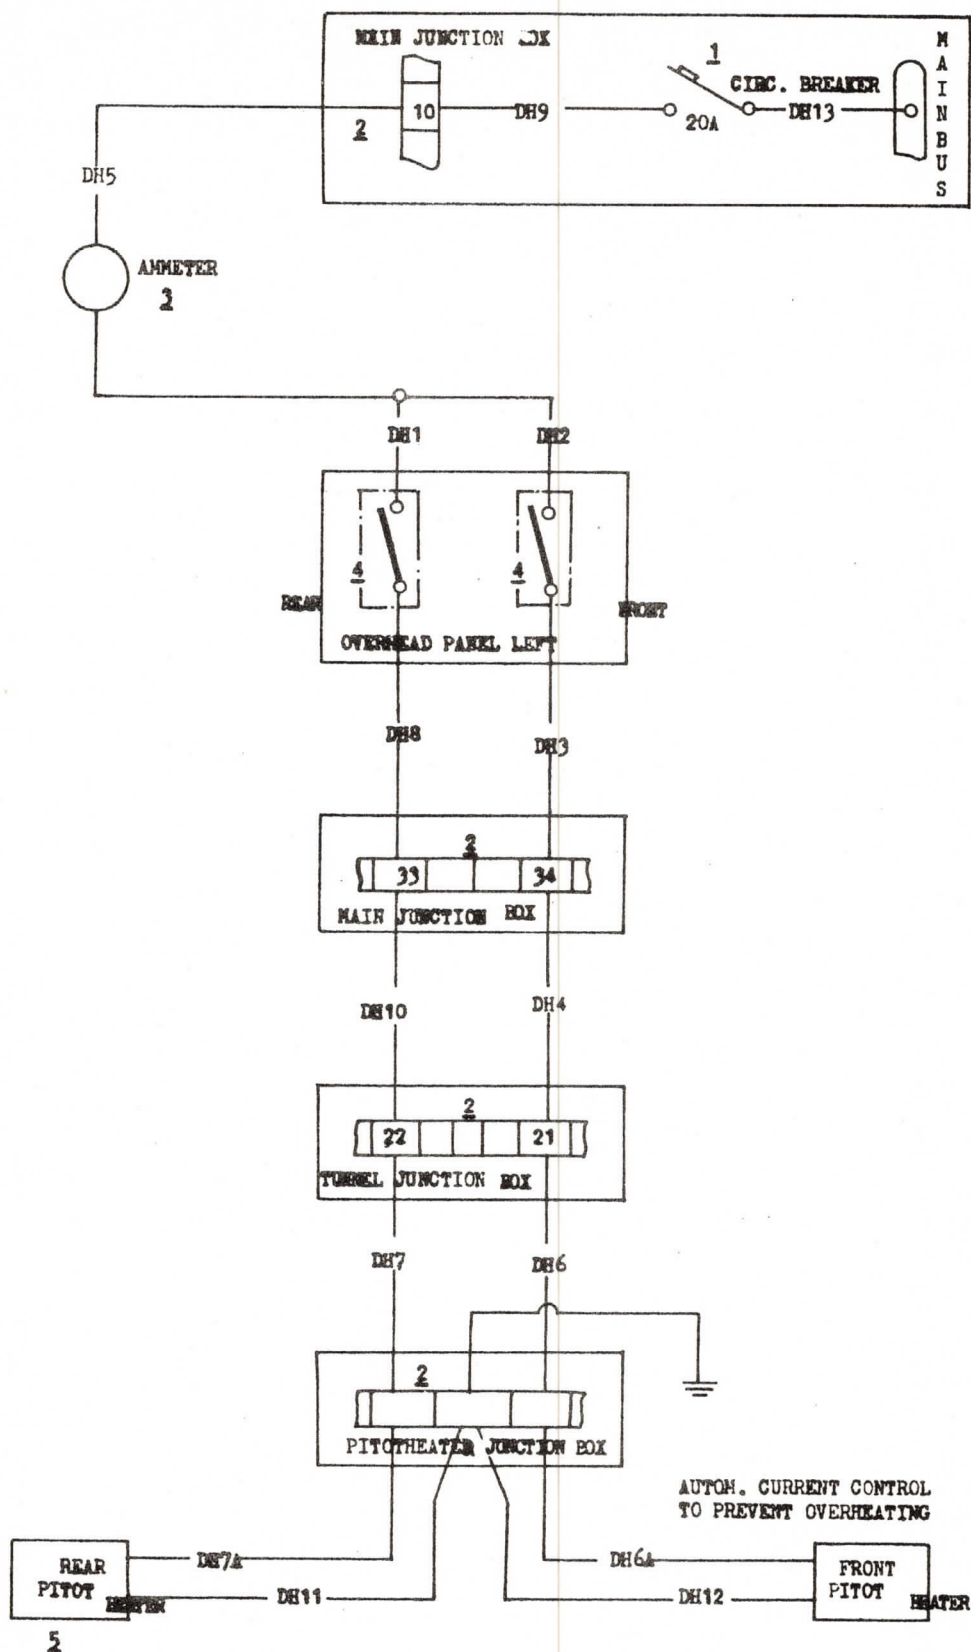 MAIN JUNCTION BOX
1
CIRC. BREAKER
MAIN BUS
10
DH9
20A
DH13
2
DH5
AMMETER
3
DH1
DH2
4
4
REAR
FRONT
OVERHEAD PANEL LEFT
DH8
DH3
2
33
34
MAIN JUNCTION BOX
DH10
DH4
2
22
21
TUNNEL JUNCTION BOX
DH7
DH6
2
PITOTHEATER JUNCTION BOX
AUTOM. CURRENT CONTROL
TO PREVENT OVERHEATING
REAR
PITOT HEATER
DH7A
DH11
DH6A
DH12
FRONT
PITOT HEATER
5